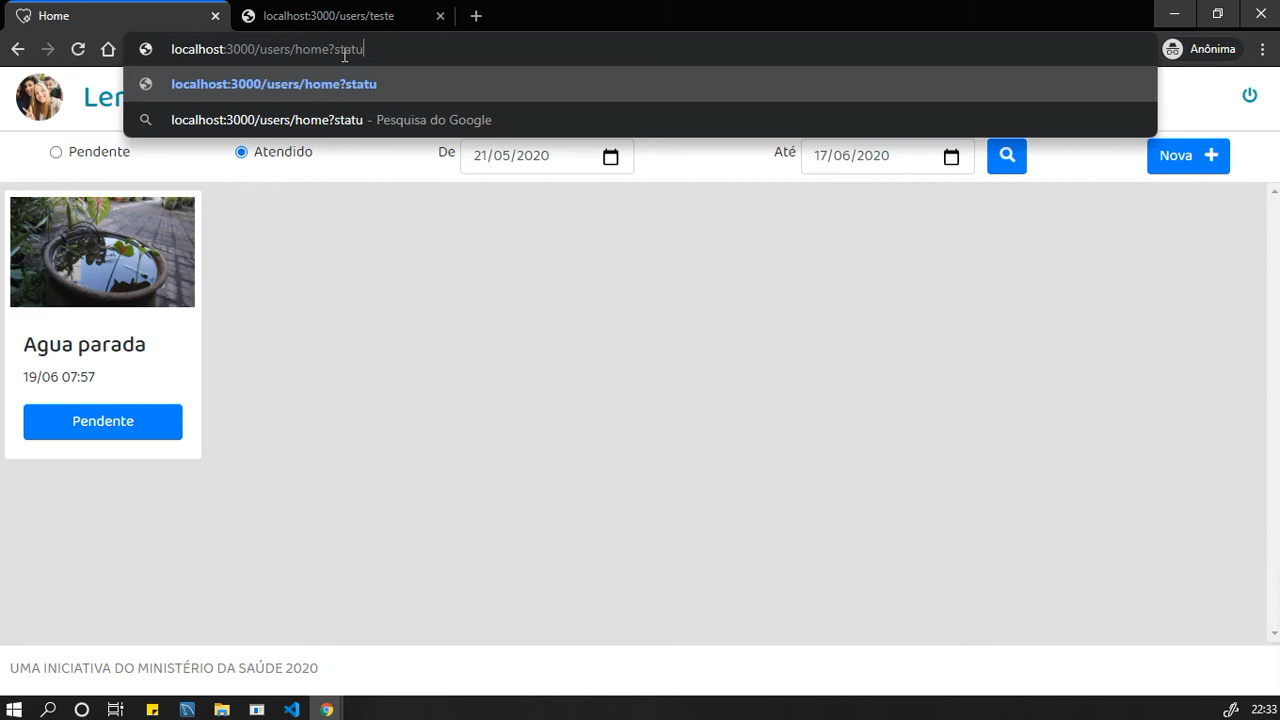 Home
localhost:3000/users/teste
localhost:3000/users/home?statu
Anônima
localhost:3000/users/home?statu
localhost:3000/users/home?statu - Pesquisa do Google
Ler
Pendente
Atendido
De
21/05/2020
Até
17/06/2020
Nova
Agua parada
19/06 07:57
Pendente
UMA INICIATIVA DO MINISTÉRIO DA SAÚDE 2020
22:33